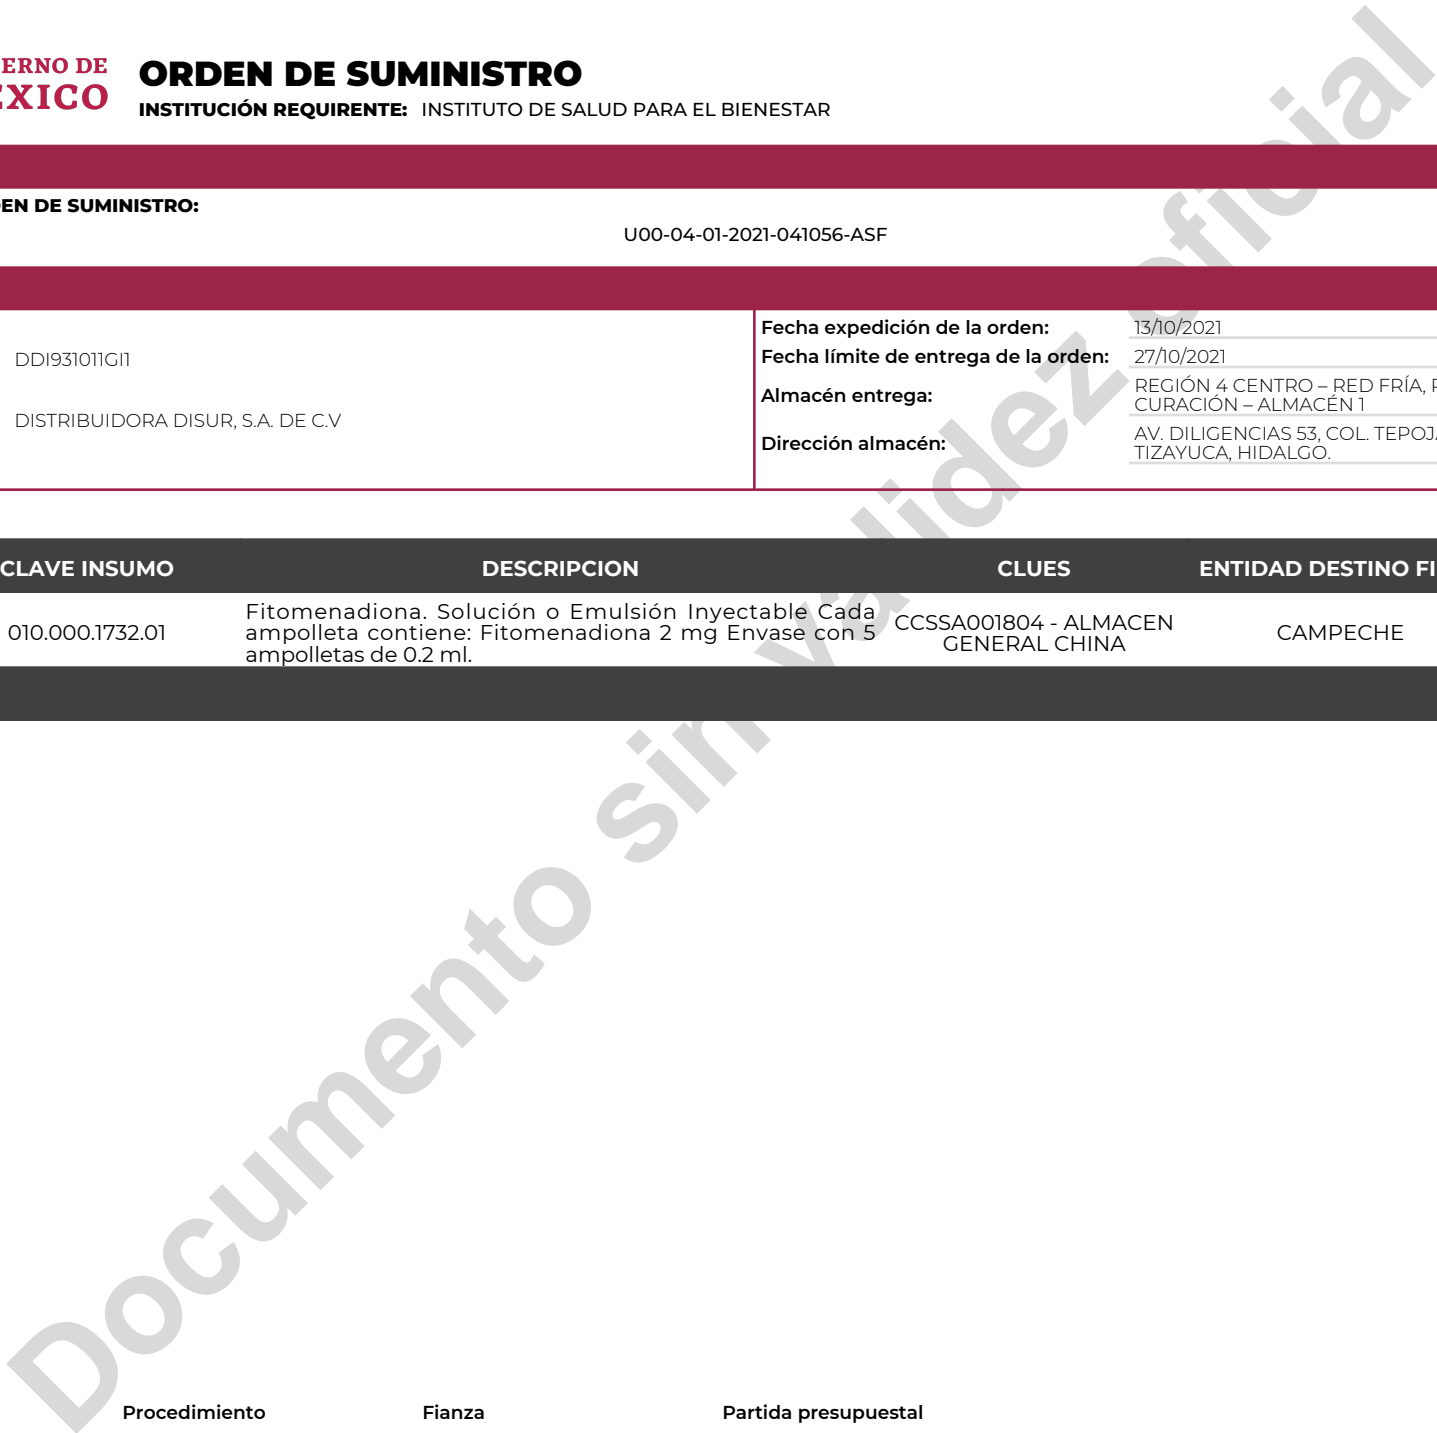 ERNO DE
EXICO
ORDEN DE SUMINISTRO
INSTITUCIÓN REQUIRENTE: INSTITUTO DE SALUD PARA EL BIENESTAR
EN DE SUMINISTRO:
U00-04-01-2021-041056-ASF
DDI931011GI1
DISTRIBUIDORA DISUR, S.A. DE C.V
Fecha expedición de la orden: 13/10/2021
Fecha límite de entrega de la orden: 27/10/2021
Almacén entrega: REGIÓN 4 CENTRO – RED FRÍA,
CURACIÓN – ALMACÉN 1
Dirección almacén: AV. DILIGENCIAS 53, COL. TEPOJA
TIZAYUCA, HIDALGO.
CLAVE INSUMO DESCRIPCION CLUES ENTIDAD DESTINO FI
010.000.1732.01
Fitomenadiona. Solución o Emulsión Inyectable Cada
ampolleta contiene: Fitomenadiona 2 mg Envase con 5
ampolletas de 0.2 ml.
CCSSA001804 - ALMACEN
GENERAL CHINA
CAMPECHE
Documento sin validez oficial
Procedimiento Fianza Partida presupuestal